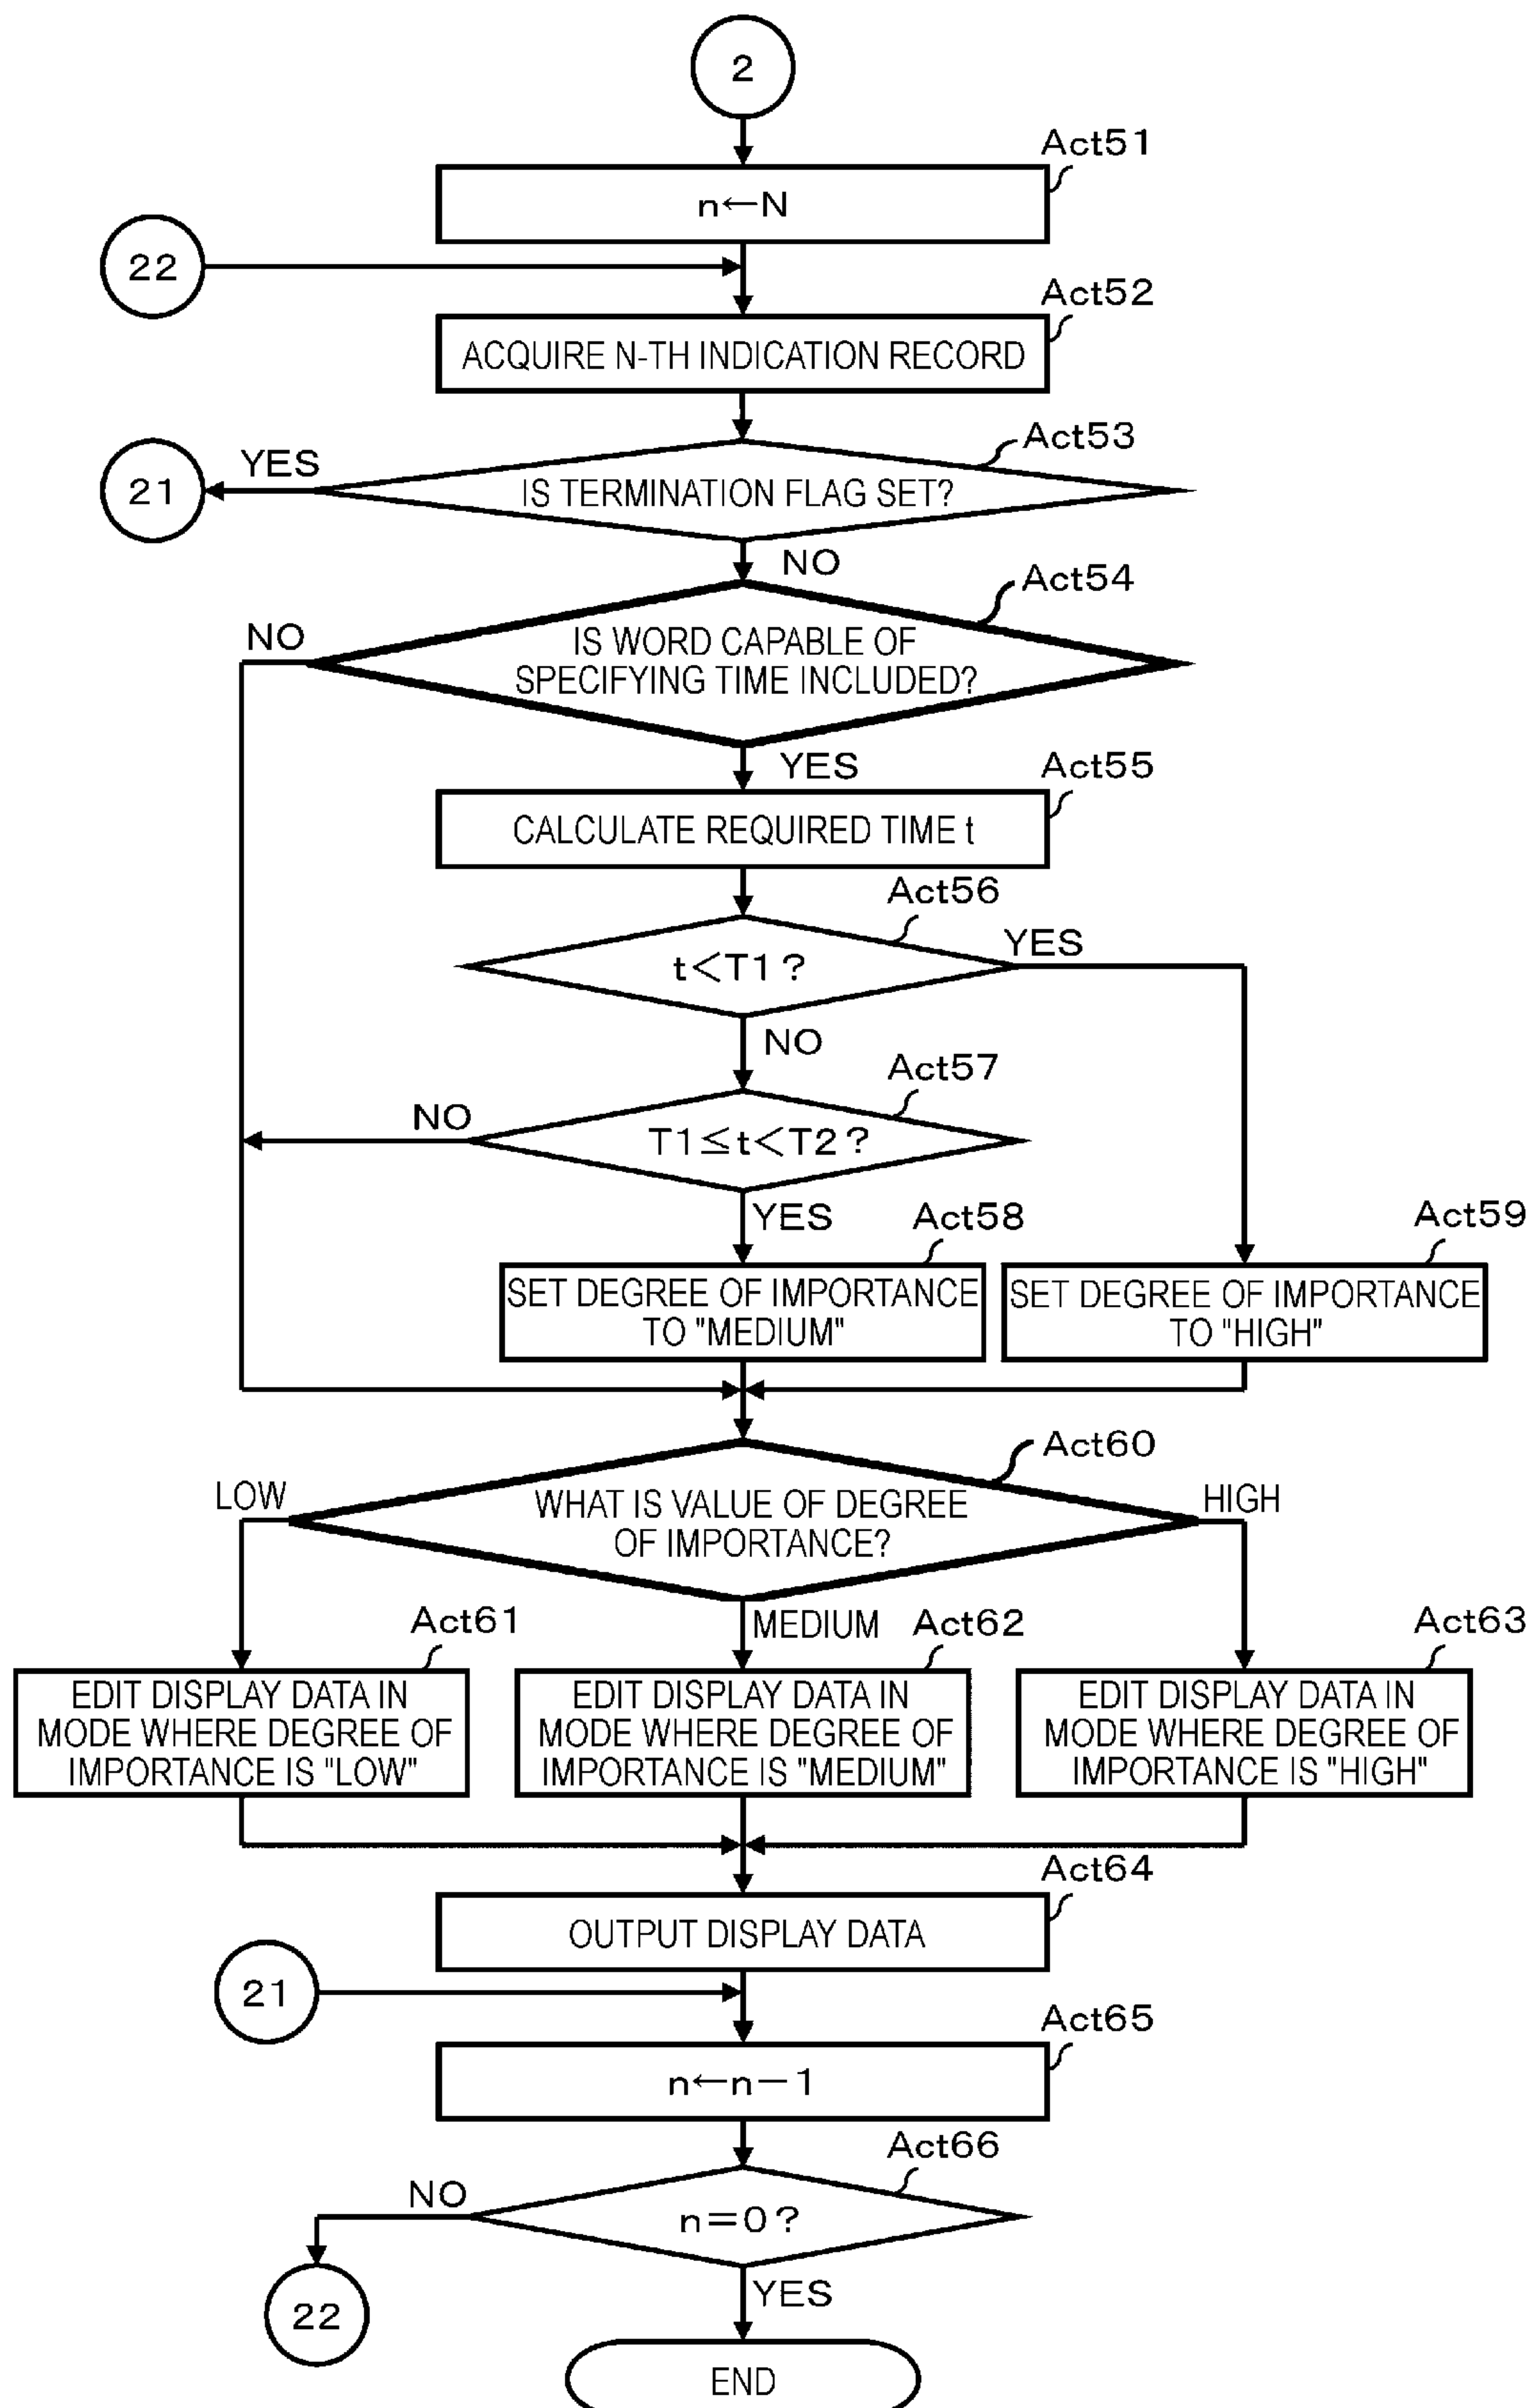 2
Act51
n←N
22
Act52
ACQUIRE N-TH INDICATION RECORD
Act53
YES
21
IS TERMINATION FLAG SET?
NO
Act54
NO
IS WORD CAPABLE OF
SPECIFYING TIME INCLUDED?
YES
Act55
CALCULATE REQUIRED TIME t
Act56
YES
t<T1?
NO
Act57
NO
T1≦t<T2?
YES
Act58
Act59
SET DEGREE OF IMPORTANCE
TO "MEDIUM"
SET DEGREE OF IMPORTANCE
TO "HIGH"
Act60
LOW
HIGH
WHAT IS VALUE OF DEGREE
OF IMPORTANCE?
MEDIUM
Act61
Act62
Act63
EDIT DISPLAY DATA IN
MODE WHERE DEGREE OF
IMPORTANCE IS "LOW"
EDIT DISPLAY DATA IN
MODE WHERE DEGREE OF
IMPORTANCE IS "MEDIUM"
EDIT DISPLAY DATA IN
MODE WHERE DEGREE OF
IMPORTANCE IS "HIGH"
Act64
OUTPUT DISPLAY DATA
21
Act65
n←n−1
Act66
NO
n=0?
22
YES
END